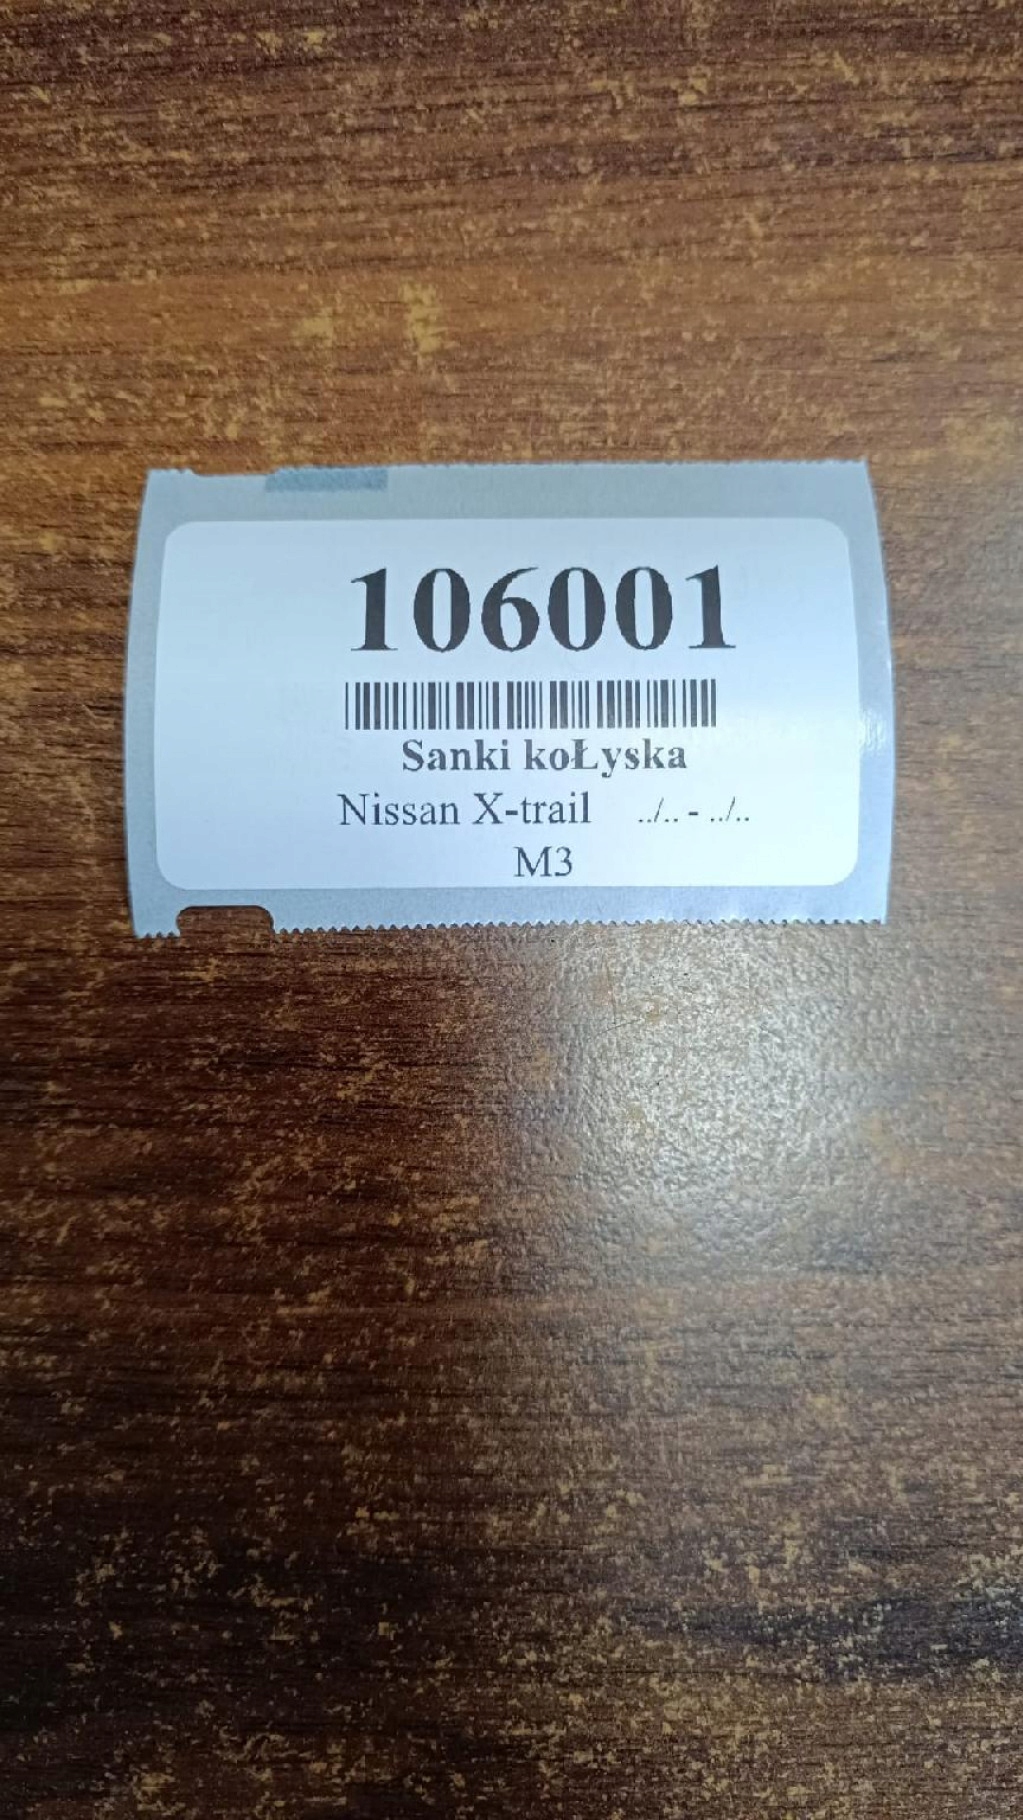 106001
Sanki koŁyska
Nissan X-trail ../.. - ../..
M3